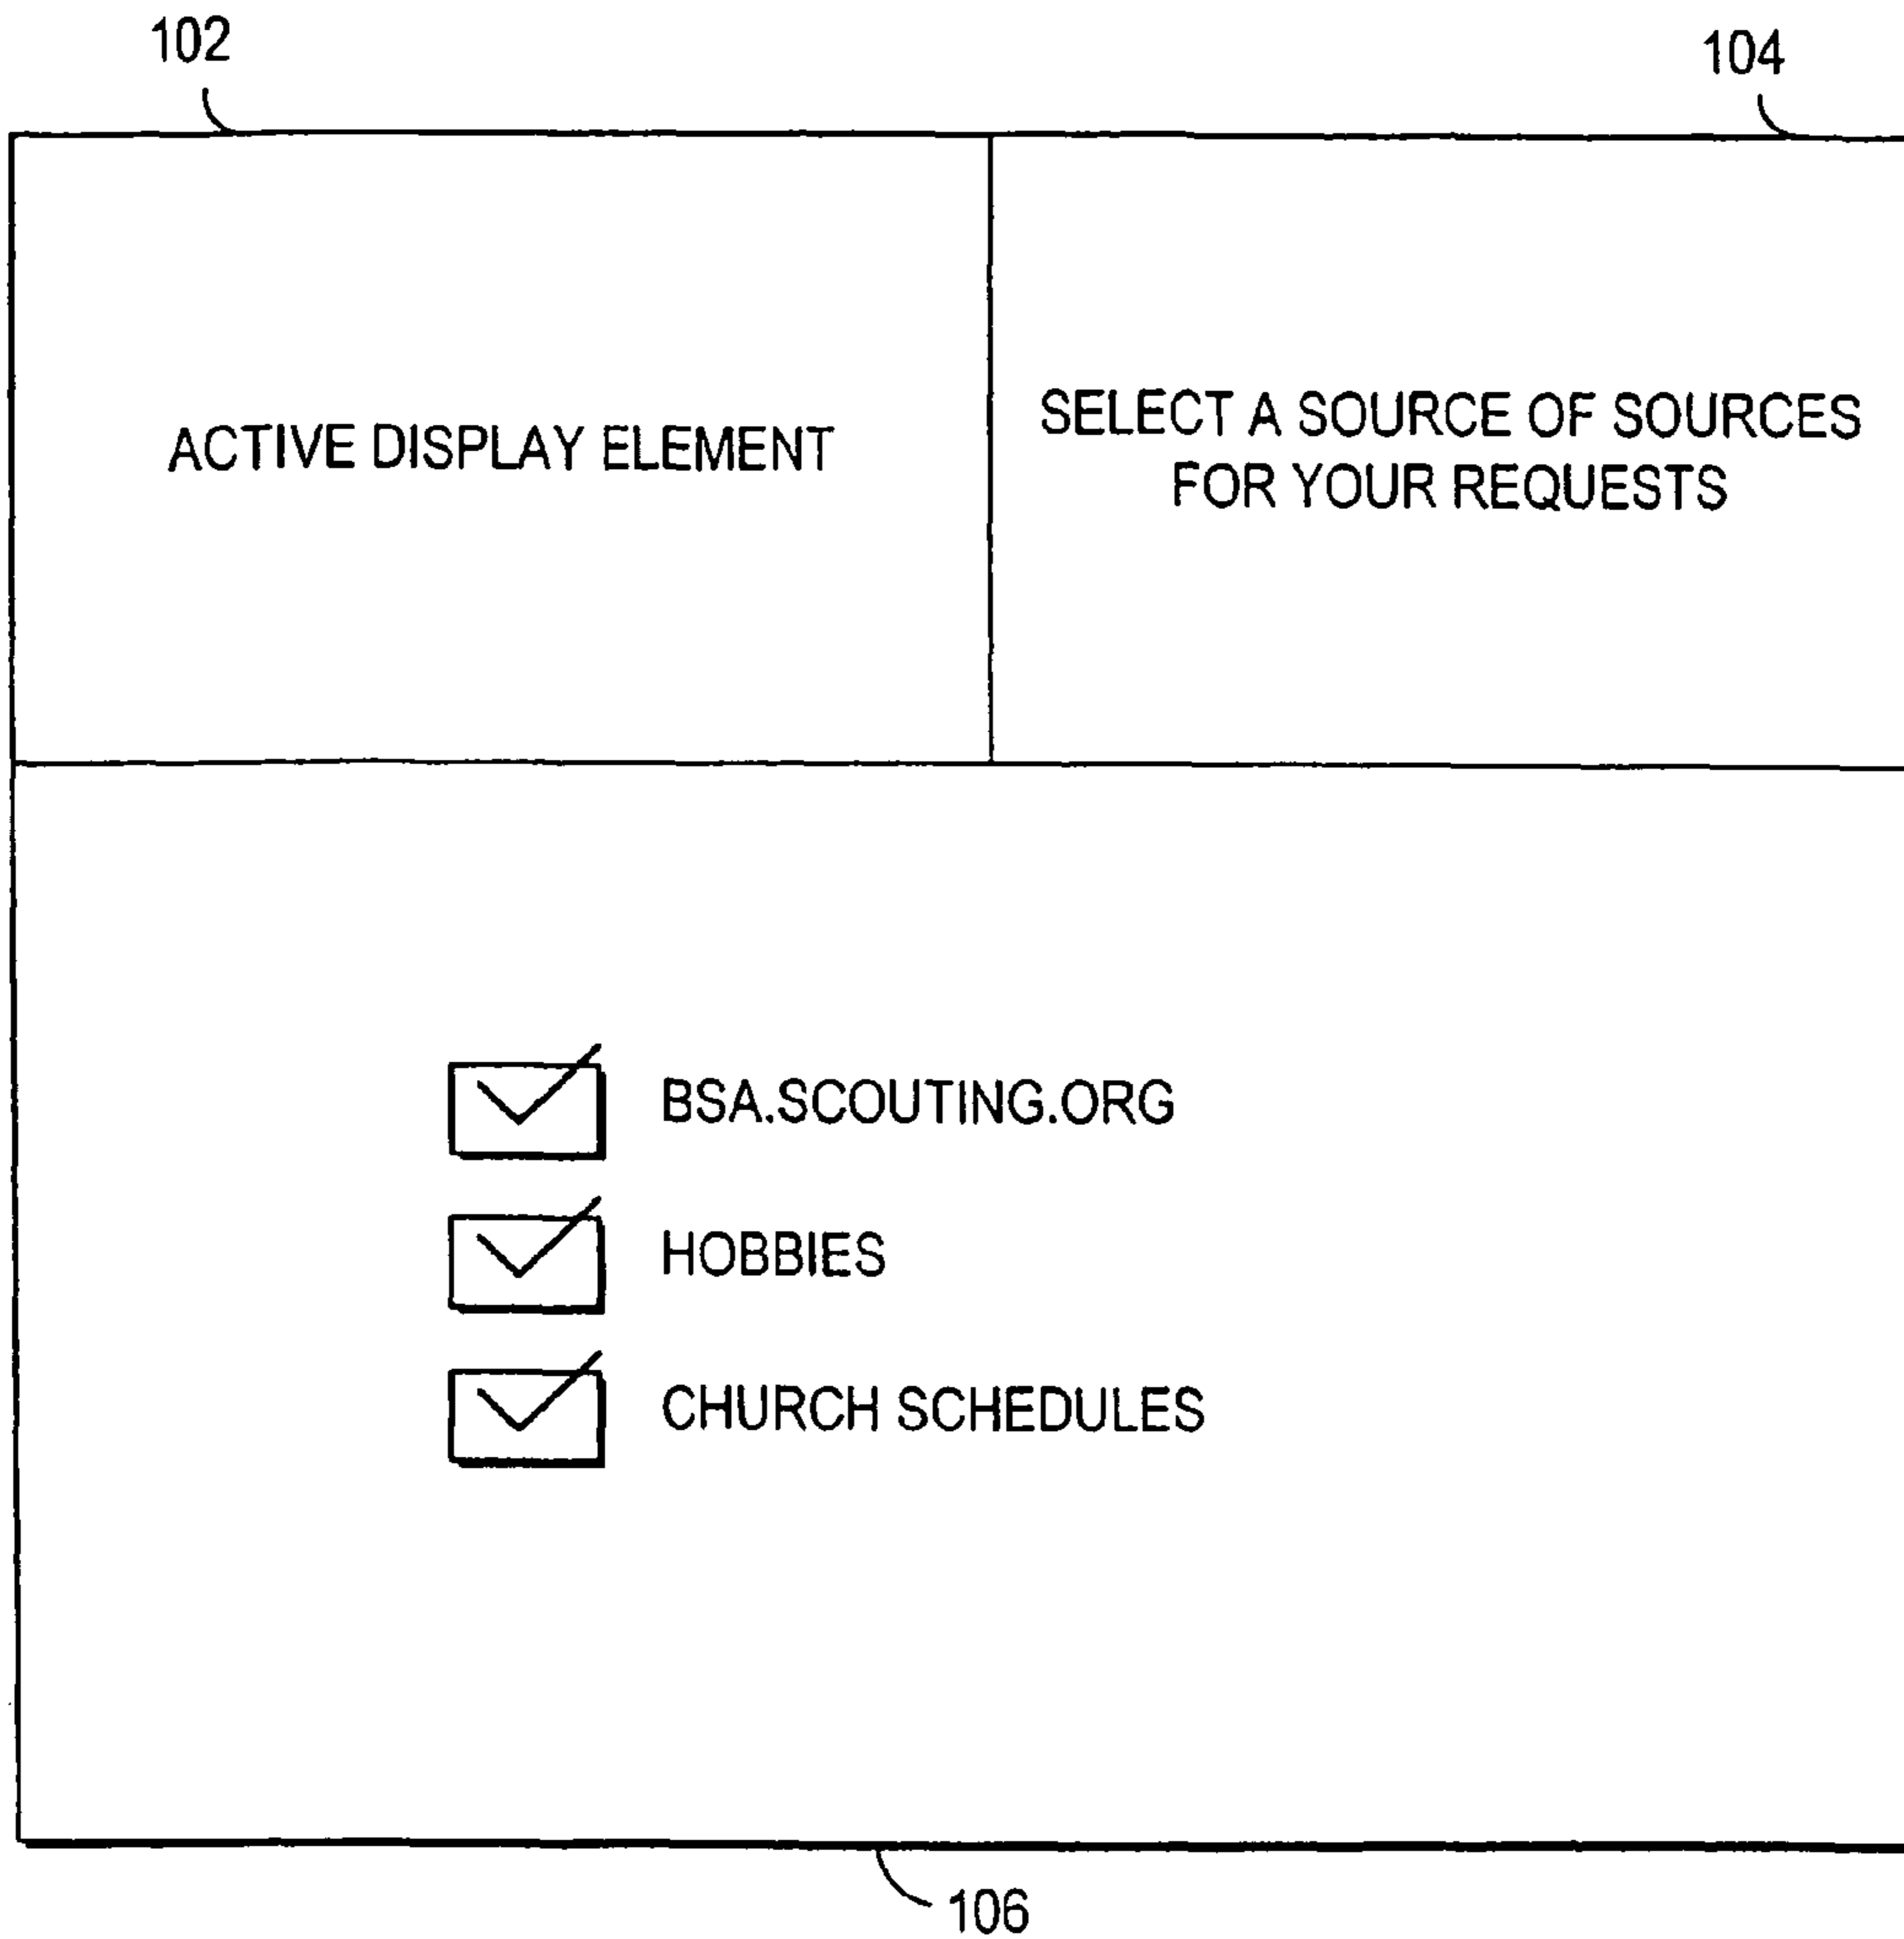 102
104
ACTIVE DISPLAY ELEMENT
SELECT A SOURCE OF SOURCES
FOR YOUR REQUESTS
BSA.SCOUTING.ORG
HOBBIES
CHURCH SCHEDULES
106